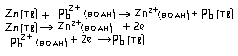 Zn[тв] + Pb²⁺(водн) → Zn²⁺(водн) + Pb[тв]
Zn[тв] → Zn²⁺(водн) + 2e
Pb²⁺(водн) + 2e → Pb[тв]